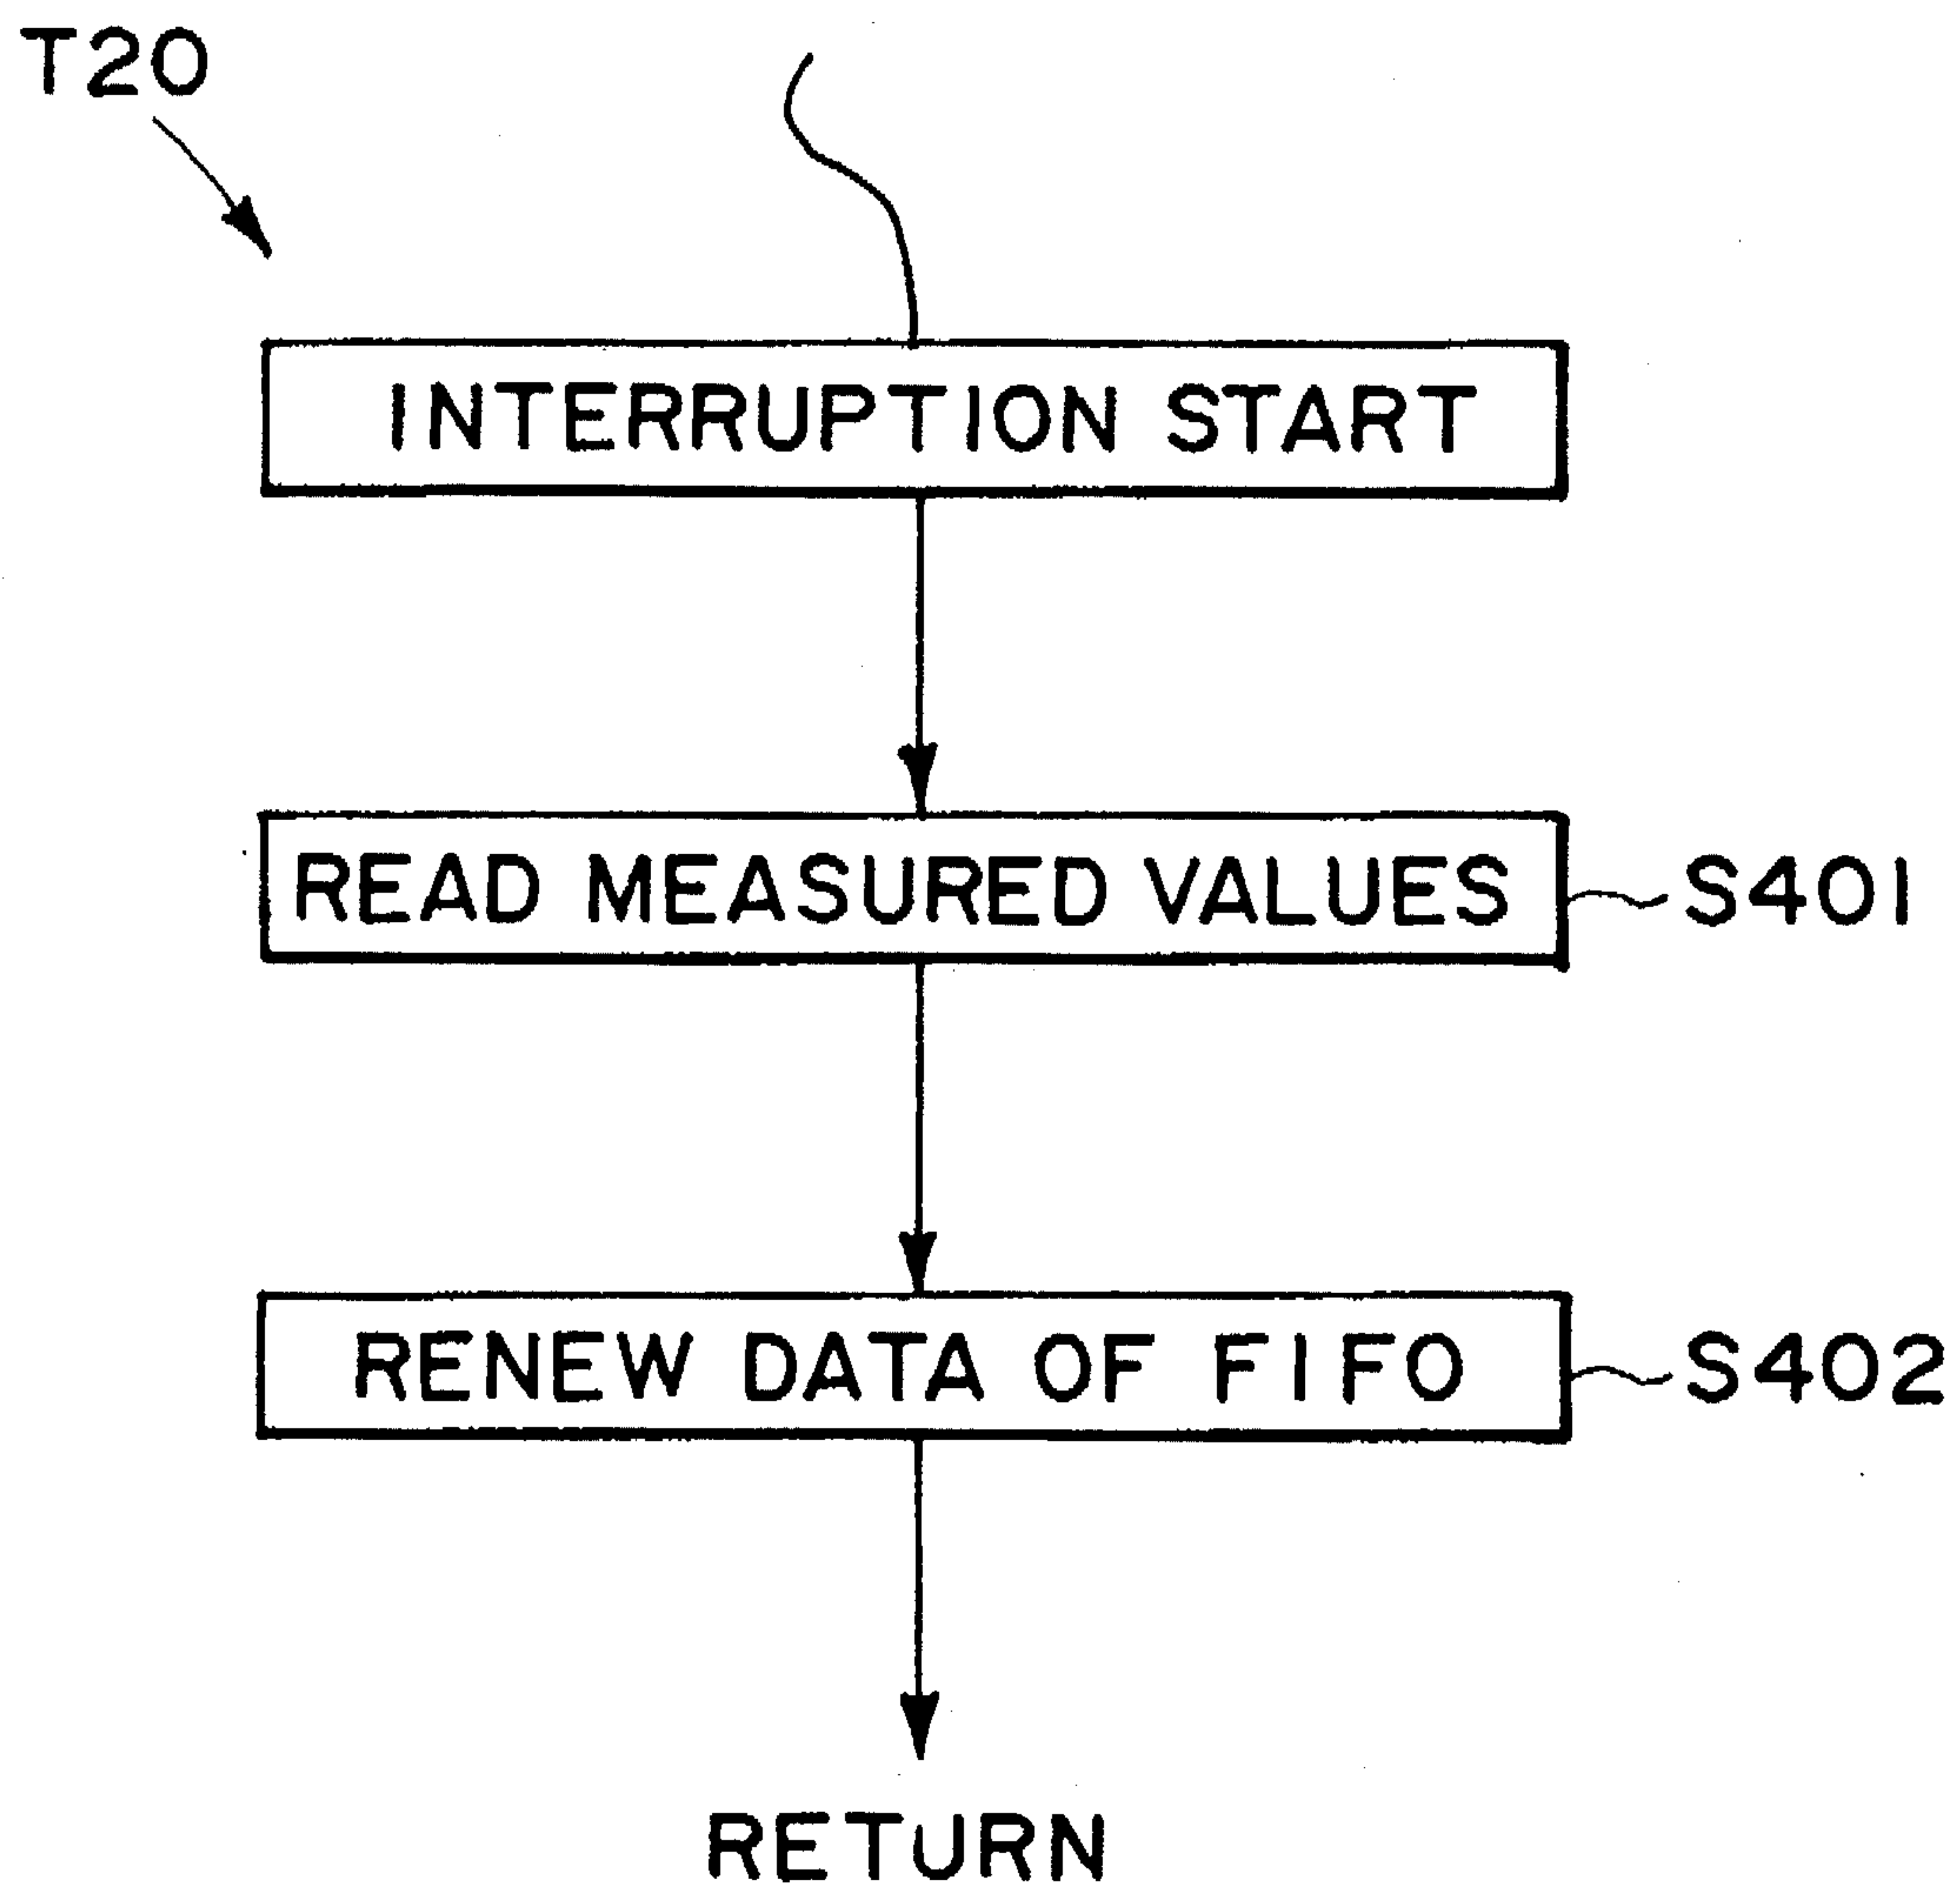 T20
INTERRUPTION START
READ MEASURED VALUES
S401
RENEW DATA OF FIFO
S402
RETURN